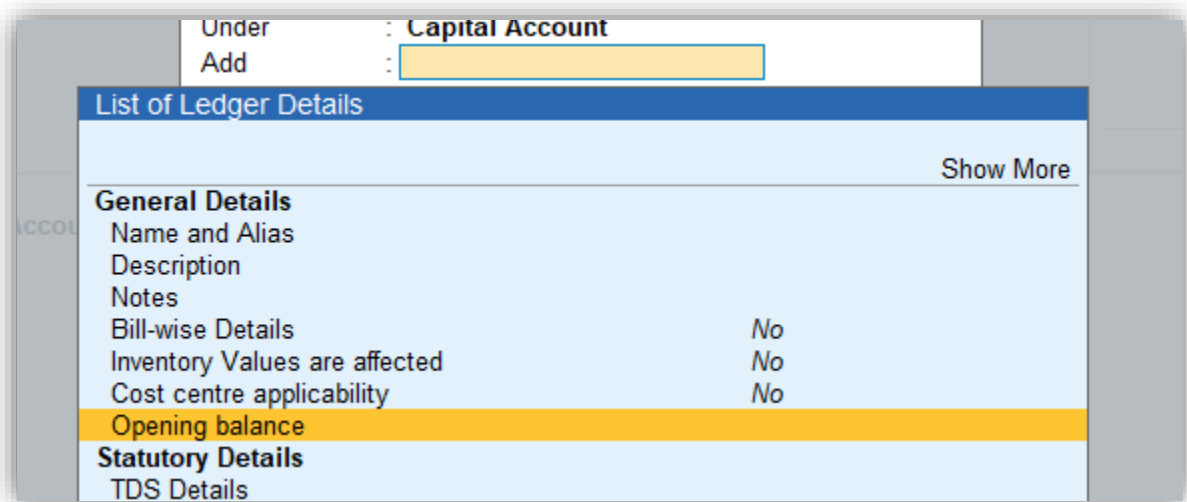 Under : Capital Account
Add :
List of Ledger Details
Show More
General Details
Name and Alias
Description
Notes
Bill-wise Details No
Inventory Values are affected No
Cost centre applicability No
Opening balance
Statutory Details
TDS Details